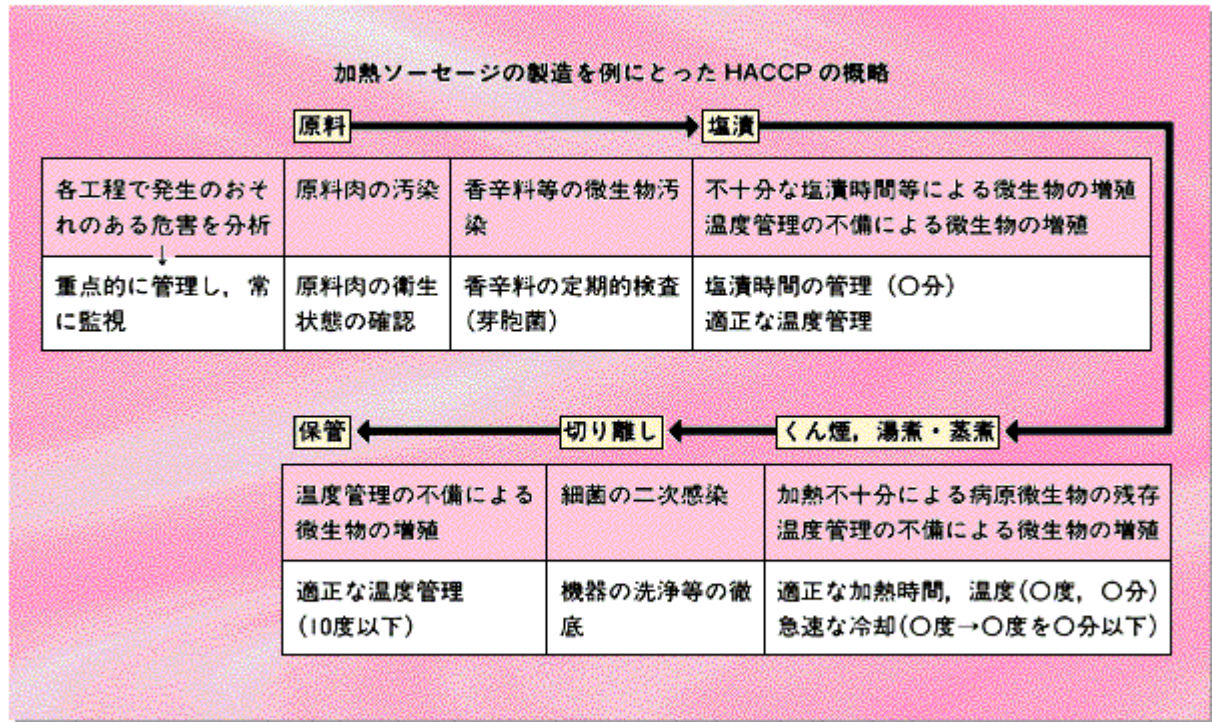 加熱ソーセージの製造を例にとった HACCP の概略
原料
塩漬
各工程で発生のおそ
れのある危害を分析
↓
重点的に管理し，常
に監視
原料肉の汚染
原料肉の衛生
状態の確認
香辛料等の微生物汚
染
香辛料の定期的検査
(芽胞菌)
不十分な塩漬時間等による微生物の増殖
温度管理の不備による微生物の増殖
塩漬時間の管理（〇分）
適正な温度管理
保管
切り離し
くん煙，湯煮・蒸煮
温度管理の不備による
微生物の増殖
適正な温度管理
(10度以下)
細菌の二次感染
機器の洗浄等の徹
底
加熱不十分による病原微生物の残存
温度管理の不備による微生物の増殖
適正な加熱時間，温度(〇度，〇分)
急速な冷却(〇度→〇度を〇分以下)